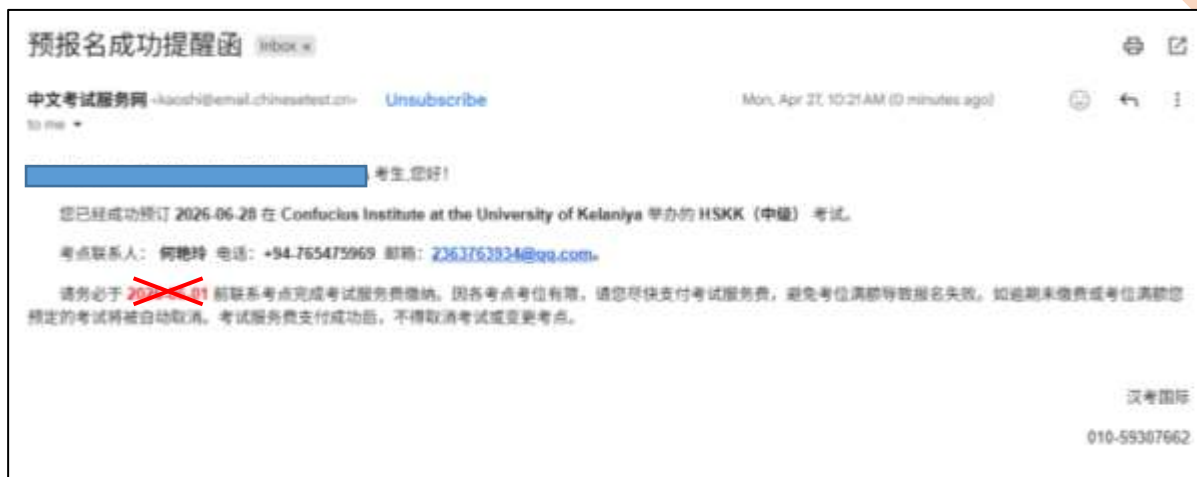 预报名成功提醒函 Inbox ×
中文考试服务网 <kaoshi@email.chinesetest.cn> Unsubscribe Mon, Apr 27, 10:21 AM (0 minutes ago)
to me
考生,您好!
您已经成功预订 2026-06-28 在 Confucius Institute at the University of Kelaniya 举办的 HSKK（中级） 考试。
考点联系人： 何艳玲 电话：+94-765475969 邮箱：2363763934@qq.com。
请务必于 前联系考点完成考试服务费缴纳。因各考点考位有限，请您尽快支付考试服务费，避免考位满额导致报名失败。如逾期未缴费或考位满额您
预定的考试将被自动取消。考试服务费支付成功后，不得取消考试或变更考点。
汉考国际
010-59307662